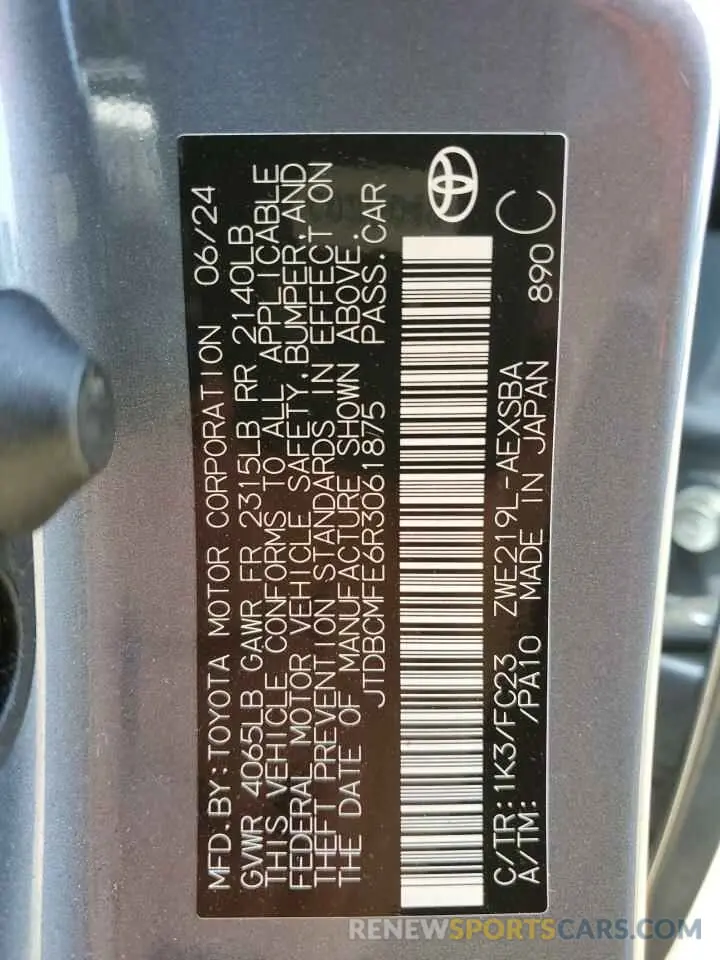 MFD.BY:TOYOTA MOTOR CORPORATION 06/24
GVWR 4065LB GAWR FR 2315LB RR 2140LB
THIS VEHICLE CONFORMS TO ALL APPLICABLE
FEDERAL MOTOR VEHICLE SAFETY,BUMPER,AND
THEFT PREVENTION STANDARDS IN EFFECT ON
THE DATE OF MANUFACTURE SHOWN ABOVE.
JTDBCMFE6R3061875 PASS.CAR
C/TR:1K3/FC23 ZWE219L-AEXSBA
A/TM: /PA10 MADE IN JAPAN 890 C
RENEWSPORTSCARS.COM